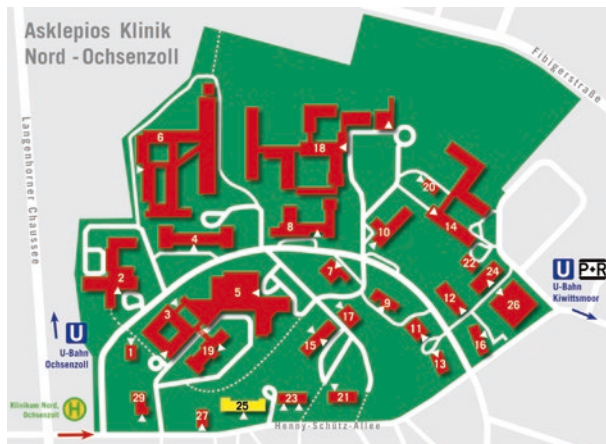 Asklepios Klinik
Nord - Ochsenzoll
Fibigerstraße
Langenhorner Chaussee
6
18
20
4
8
10
14
2
7
22
24
5
U P+R
U-Bahn
Kiwittsmoor
3
9
12
26
17
U
U-Bahn
Ochsenzoll
1
19
15
11
16
13
29
25
23
21
Klinikum Nord,
Ochsenzoll
H
27
Henny-Schütz-Allee